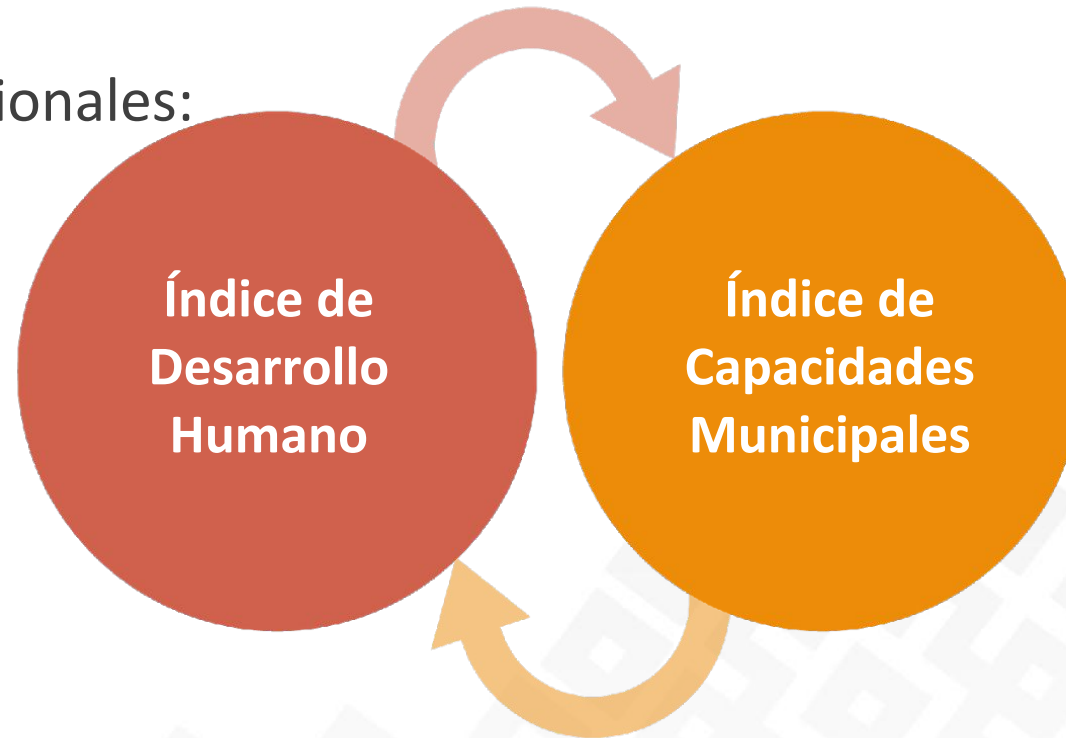 ionales:
Índice de
Desarrollo
Humano
Índice de
Capacidades
Municipales